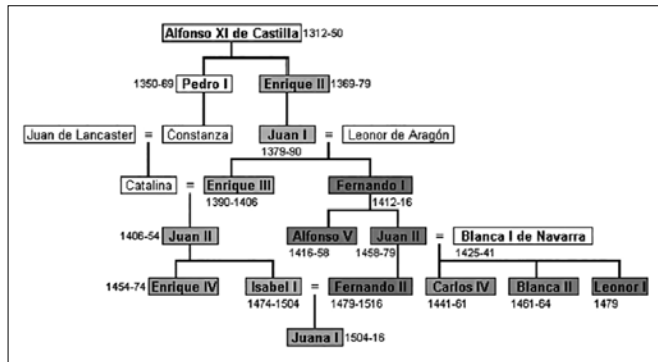 Alfonso XI de Castilla 1312-50
1350-69 Pedro I Enrique II 1369-79
Juan de Lancaster = Constanza Juan I = Leonor de Aragón
1379-90
Catalina = Enrique III Fernando I
1390-1406 1412-16
1406-54 Juan II Alfonso V Juan II = Blanca I de Navarra
1416-58 1458-79 1425-41
1454-74 Enrique IV Isabel I = Fernando II Carlos IV Blanca II Leonor I
1474-1504 1479-1516 1441-61 1461-64 1479
Juana I 1504-16